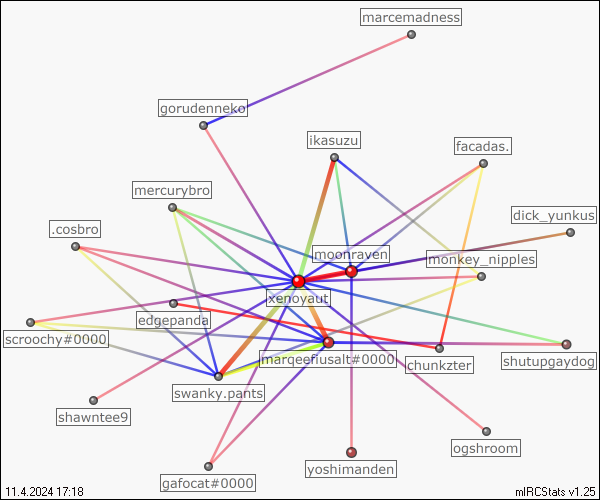 marcemadness
gorudenneko
ikasuzu
facadas.
mercurybro
dick_yunkus
.cosbro
moonraven
monkey_nipples
xenoyaut
edgepanda
scroochy#0000
marqeefiusalt#0000
chunkzter
shutupgaydog
swanky.pants
shawntee9
ogshroom
yoshimanden
gafocat#0000
11.4.2024 17:18
mIRCStats v1.25